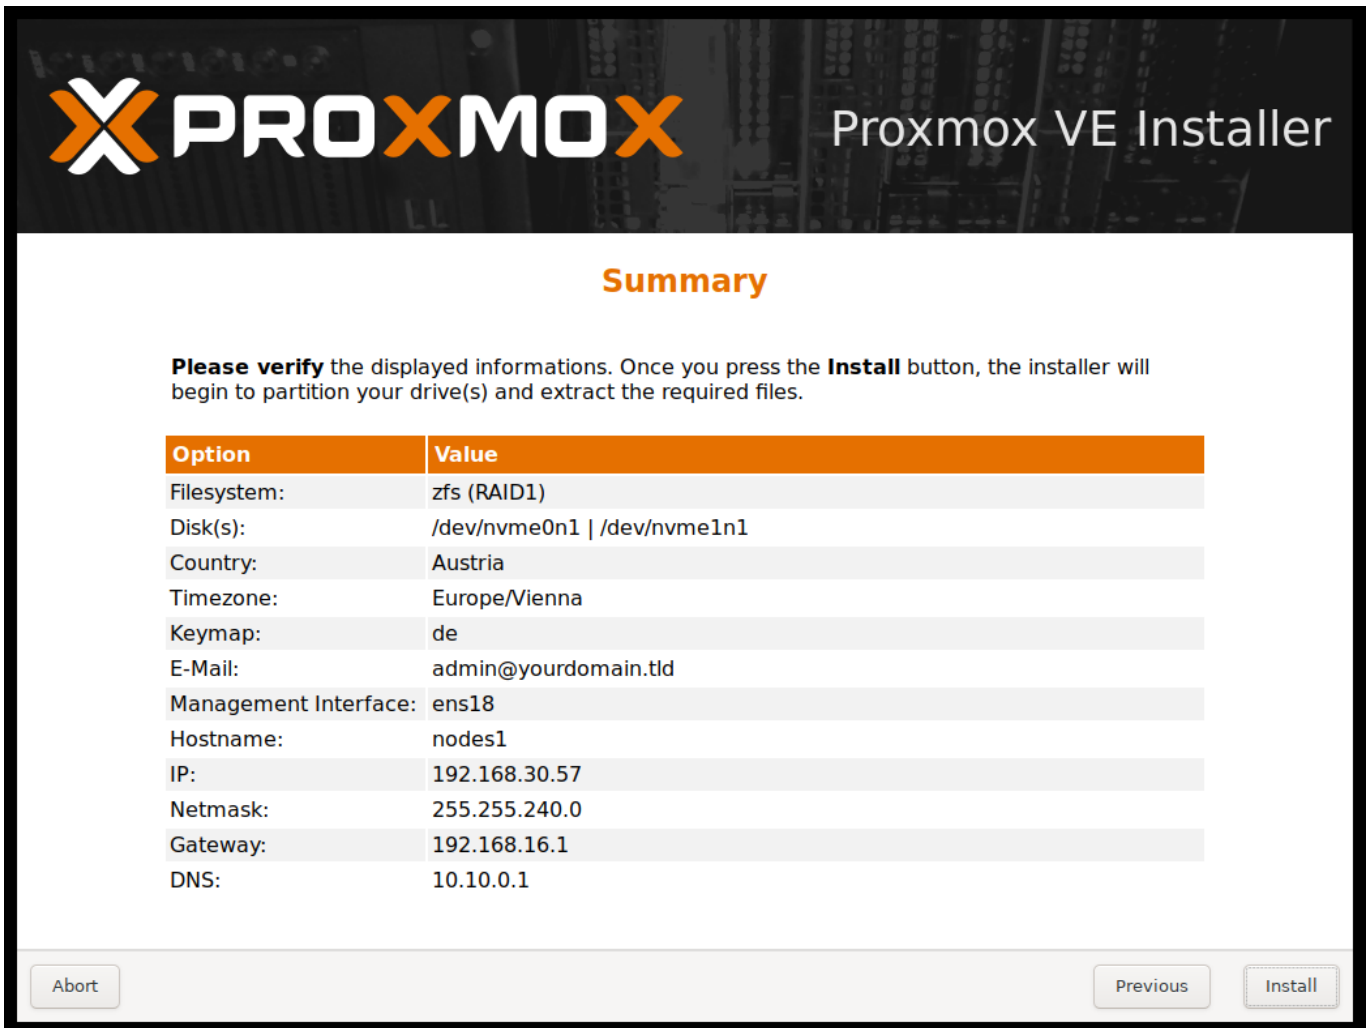 PROXMOX
Proxmox VE Installer
Summary
Please verify the displayed informations. Once you press the Install button, the installer will
begin to partition your drive(s) and extract the required files.
Option Value
Filesystem: zfs (RAID1)
Disk(s): /dev/nvme0n1 | /dev/nvme1n1
Country: Austria
Timezone: Europe/Vienna
Keymap: de
E-Mail: admin@yourdomain.tld
Management Interface: ens18
Hostname: nodes1
IP: 192.168.30.57
Netmask: 255.255.240.0
Gateway: 192.168.16.1
DNS: 10.10.0.1
Abort Previous Install